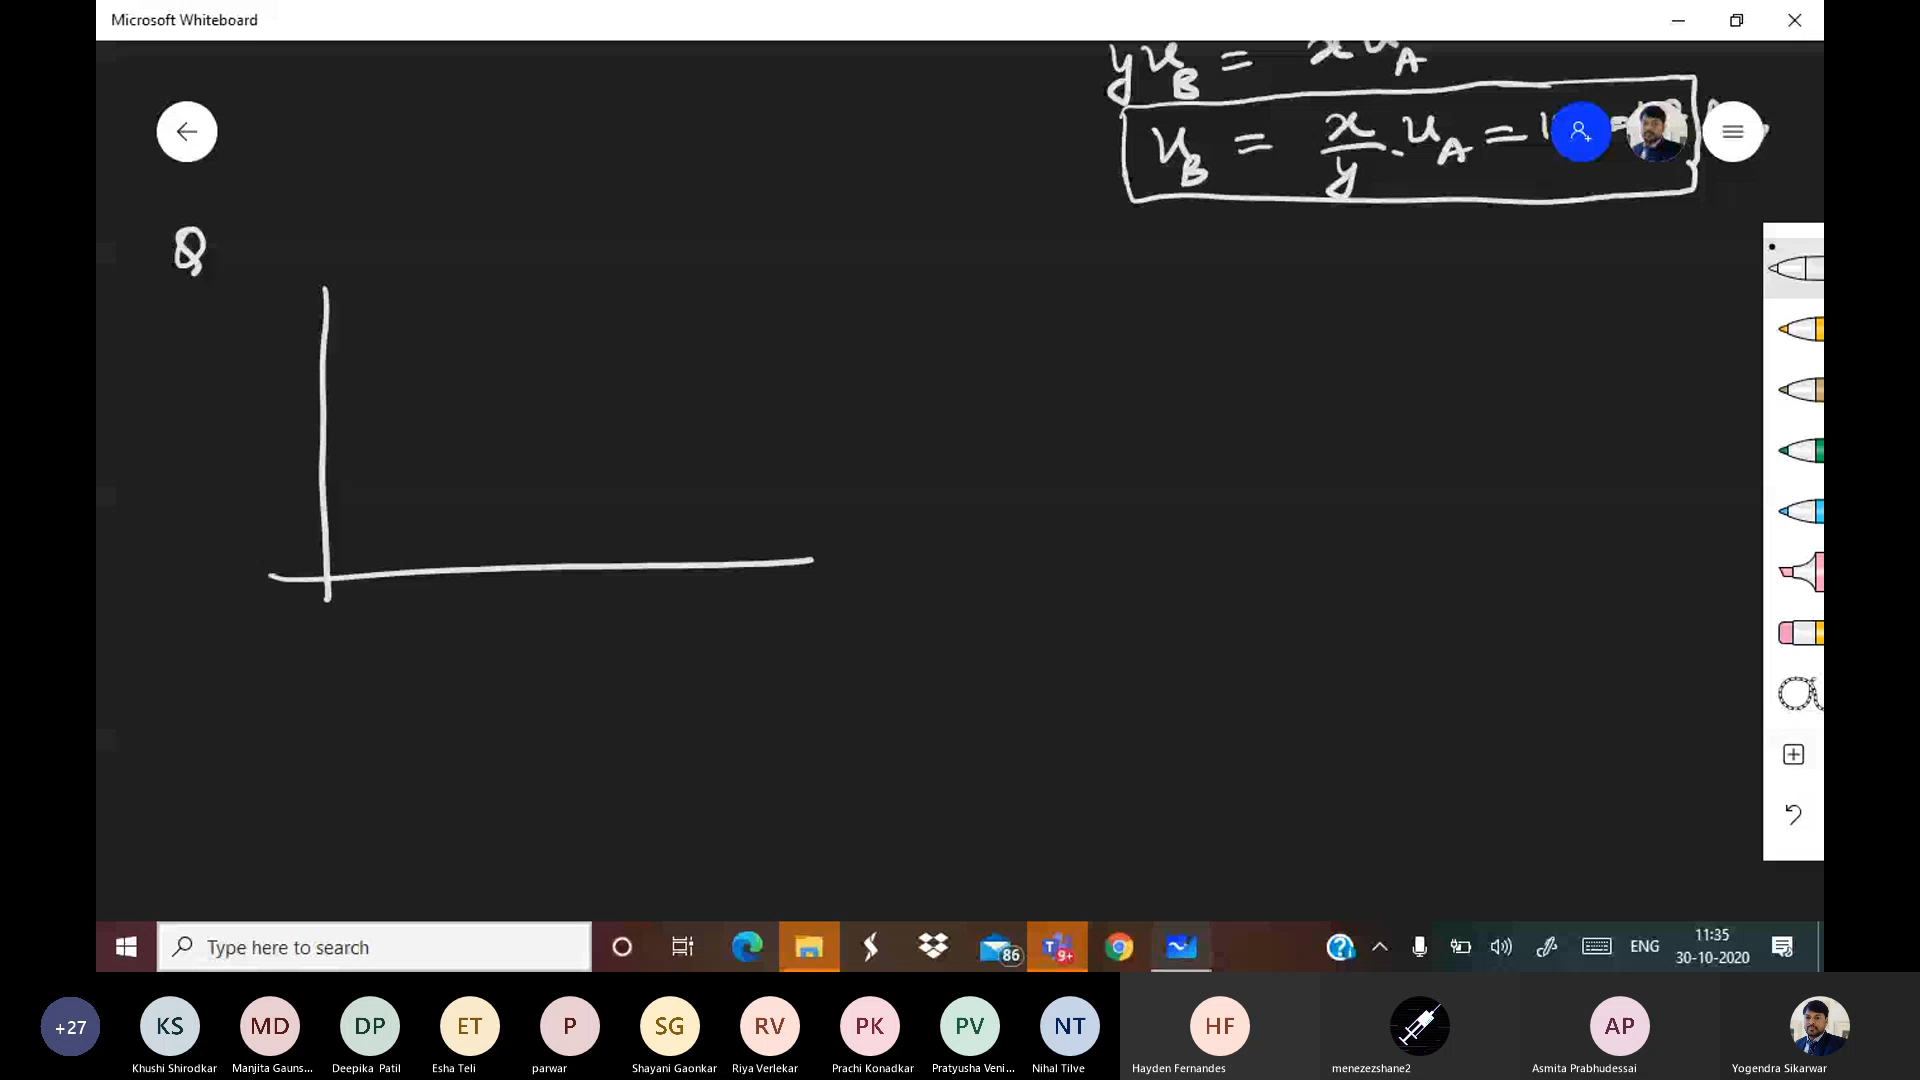 Microsoft Whiteboard
y u_B = x u_A
u_B = x/y . u_A =
Q
Type here to search
86
9+
ENG
11:35
30-10-2020
+27
KS
MD
DP
ET
P
SG
RV
PK
PV
NT
HF
AP
Khushi Shirodkar
Manjita Gauns...
Deepika Patil
Esha Teli
parwar
Shayani Gaonkar
Riya Verlekar
Prachi Konadkar
Pratyusha Veni...
Nihal Tilve
Hayden Fernandes
menezezshane2
Asmita Prabhudessai
Yogendra Sikarwar